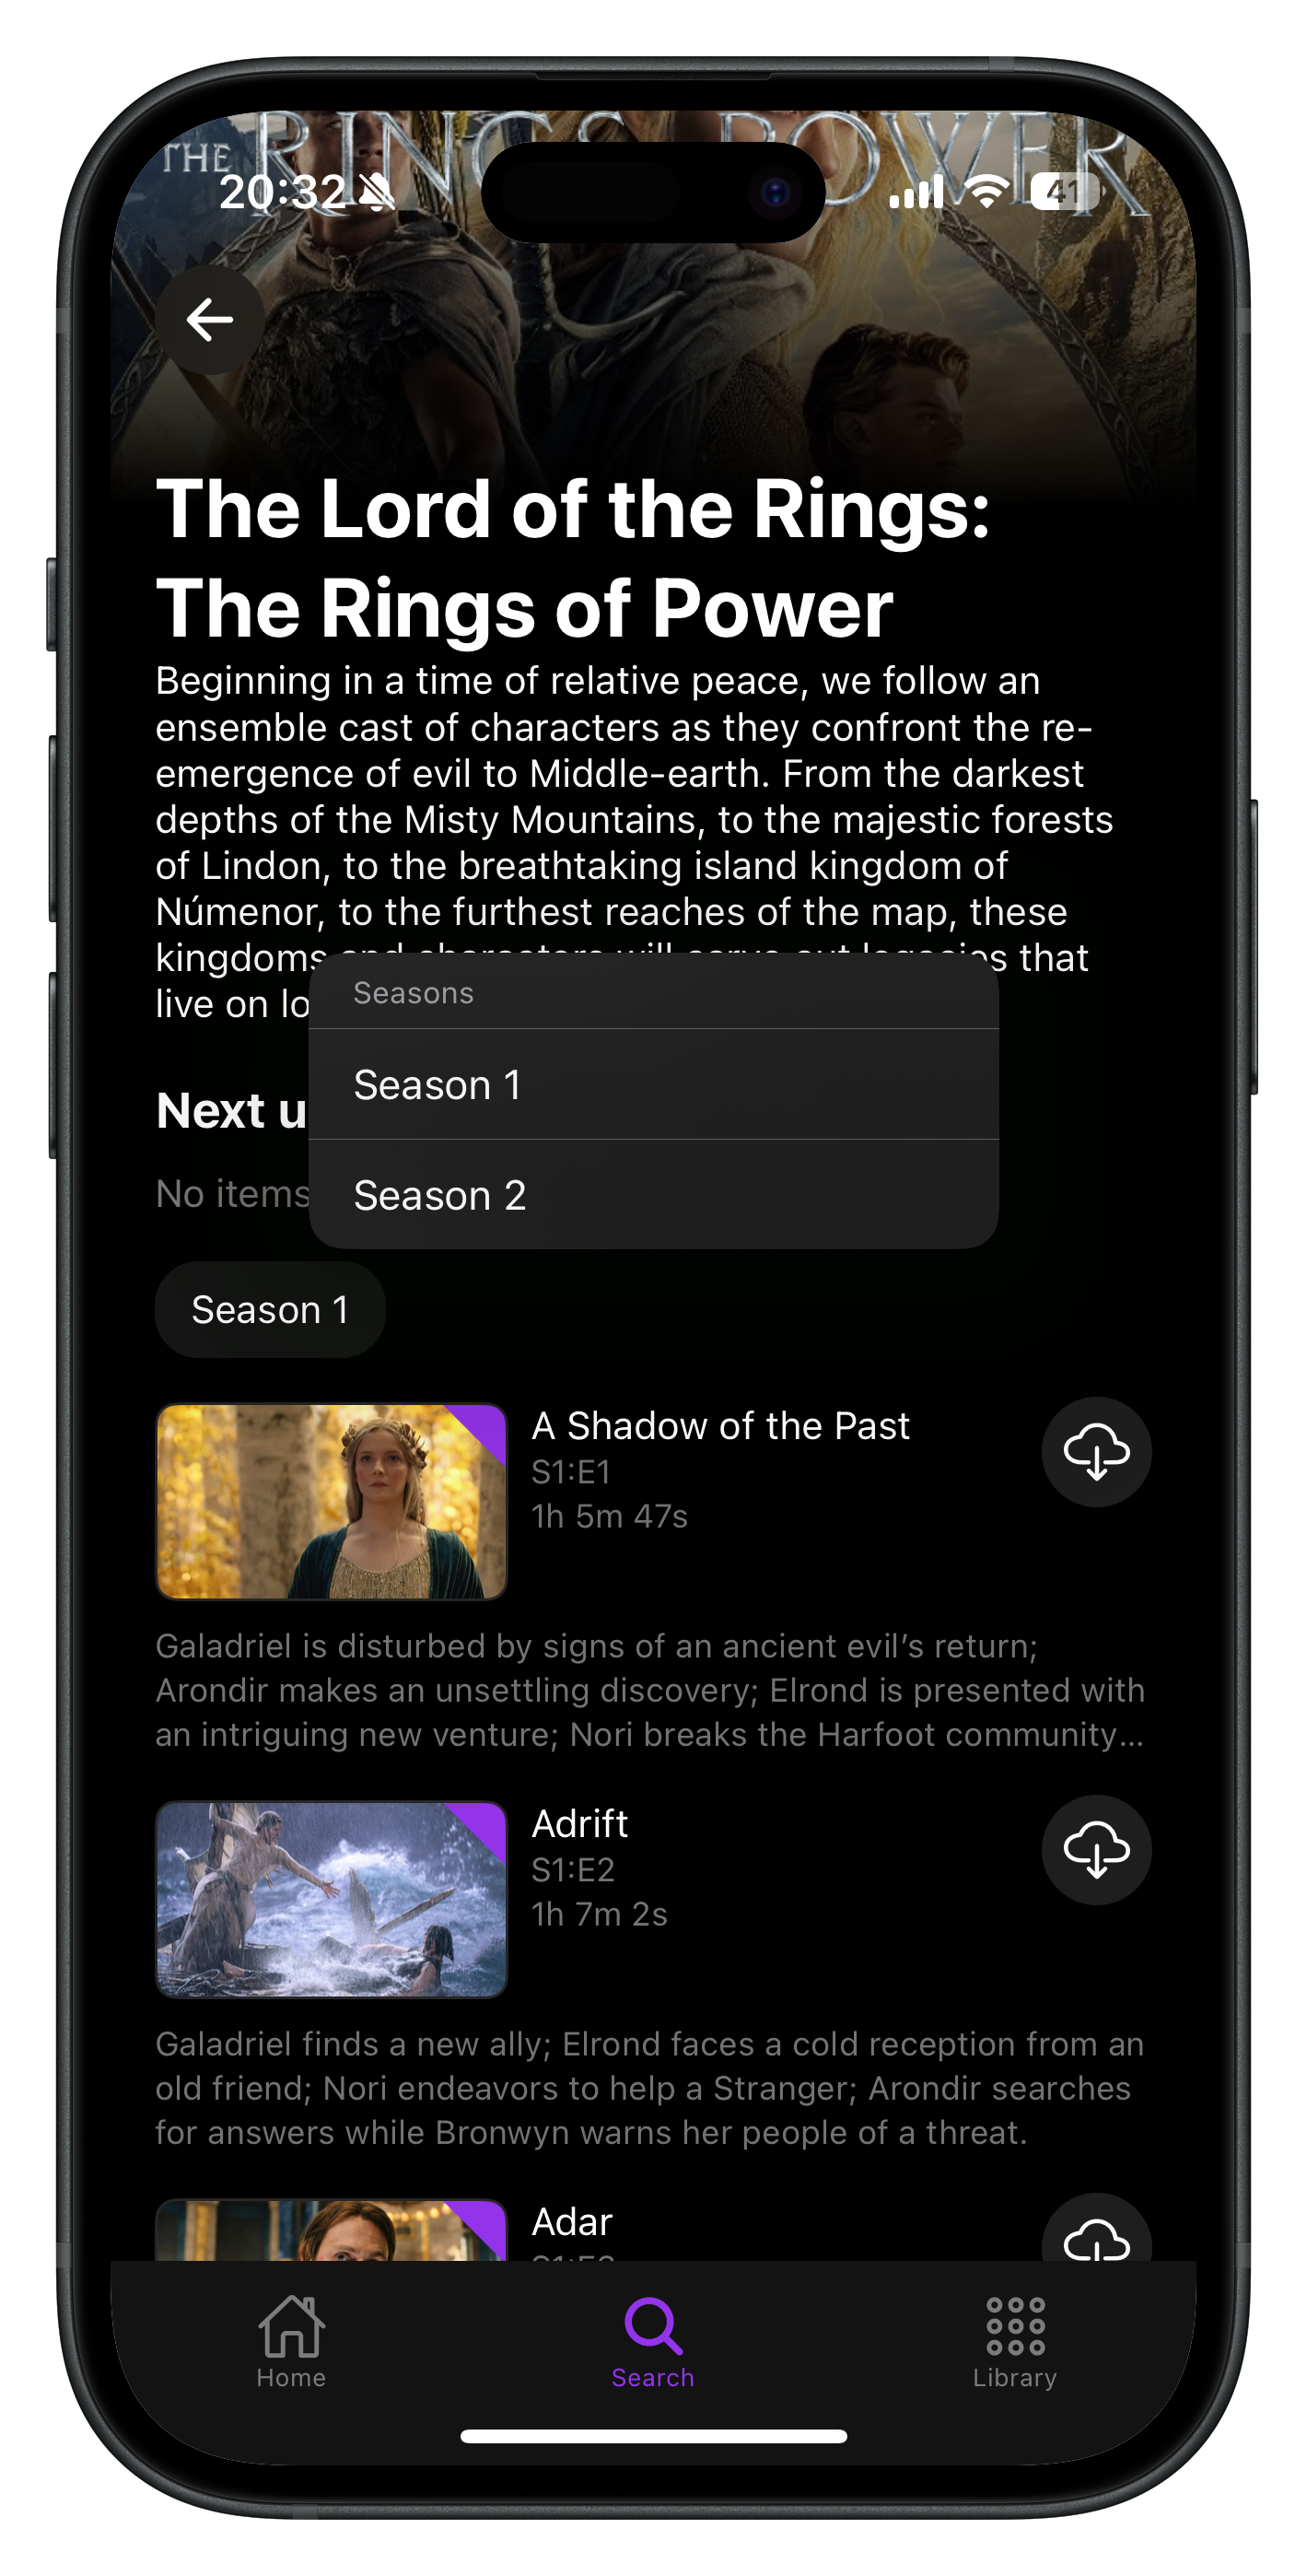 THE RINGS OF POWER
20:32
41
The Lord of the Rings:
The Rings of Power
Beginning in a time of relative peace, we follow an
ensemble cast of characters as they confront the re-
emergence of evil to Middle-earth. From the darkest
depths of the Misty Mountains, to the majestic forests
of Lindon, to the breathtaking island kingdom of
Númenor, to the furthest reaches of the map, these
kingdoms and characters will carve out legacies that
live on lo
Seasons
Season 1
Season 2
Next u
No items
Season 1
A Shadow of the Past
S1:E1
1h 5m 47s
Galadriel is disturbed by signs of an ancient evil’s return;
Arondir makes an unsettling discovery; Elrond is presented with
an intriguing new venture; Nori breaks the Harfoot community...
Adrift
S1:E2
1h 7m 2s
Galadriel finds a new ally; Elrond faces a cold reception from an
old friend; Nori endeavors to help a Stranger; Arondir searches
for answers while Bronwyn warns her people of a threat.
Adar
Home
Search
Library